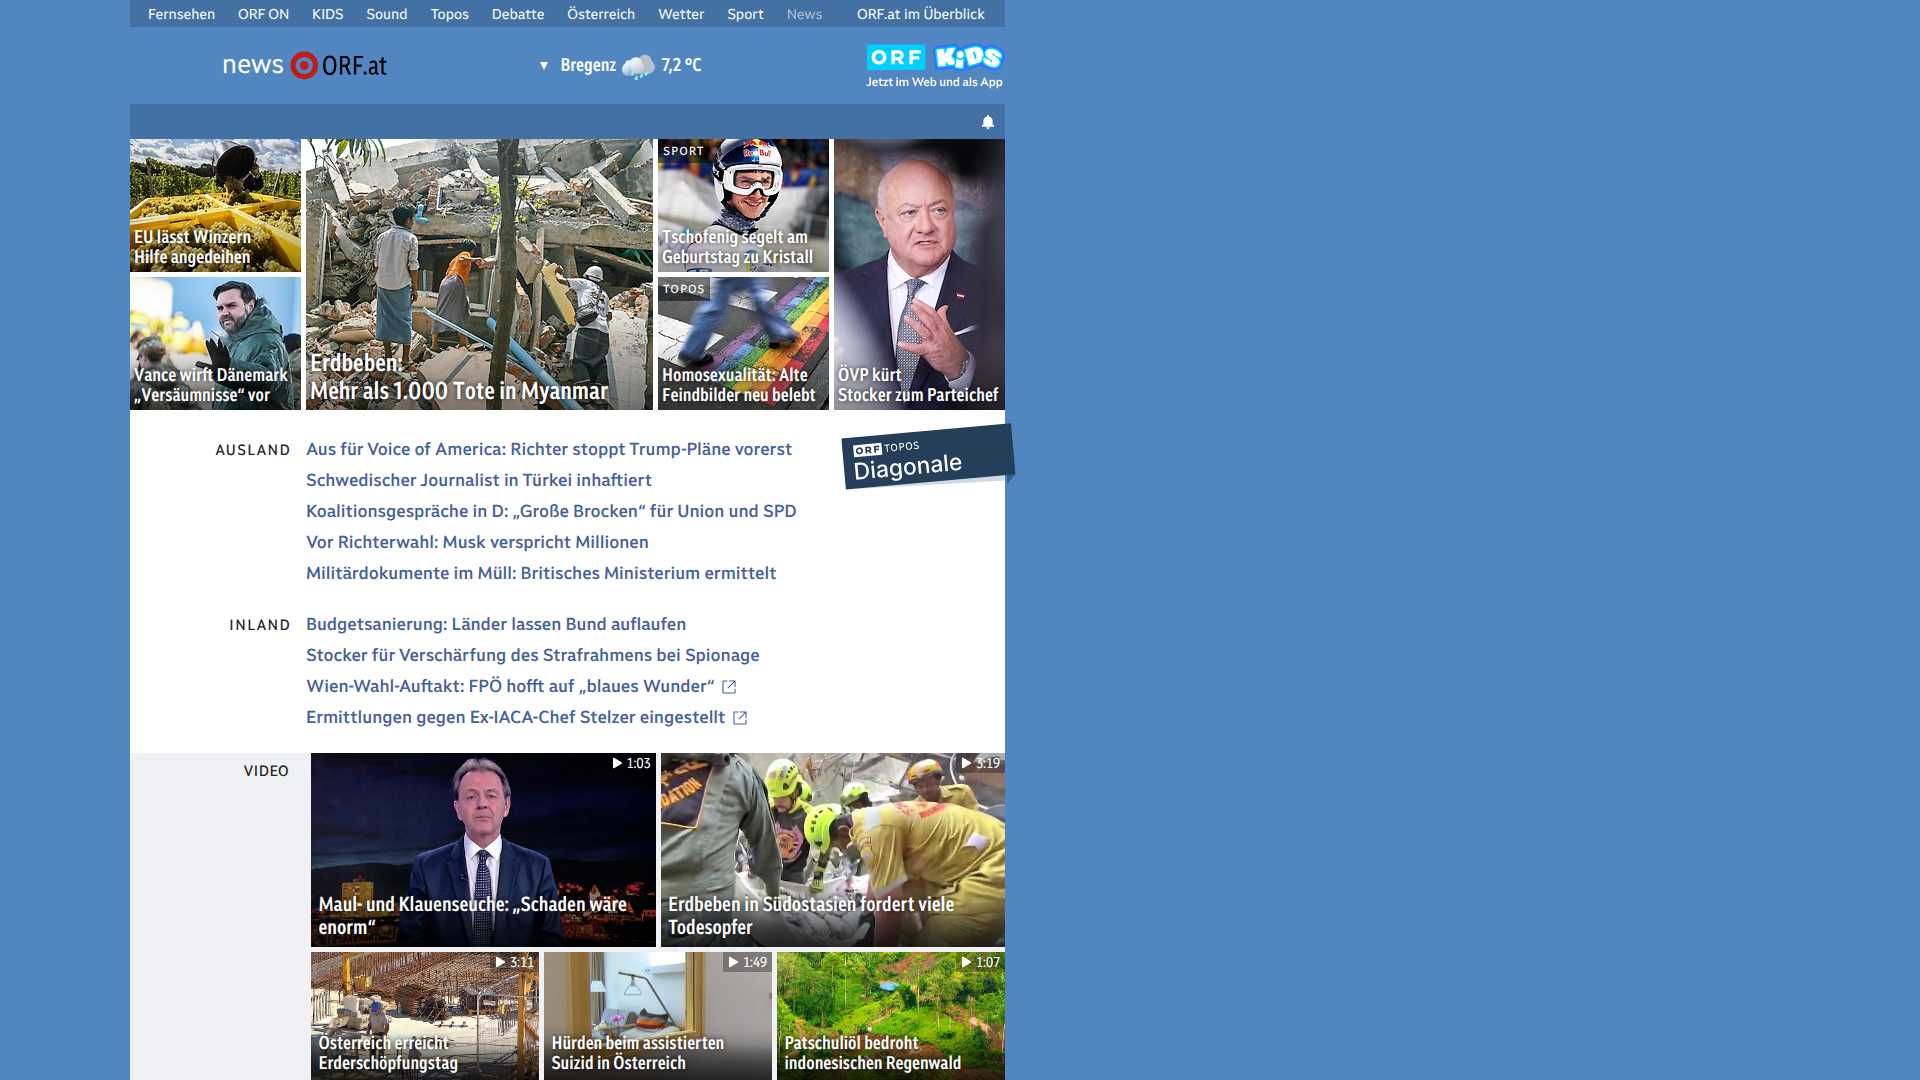 Fernsehen ORF ON KIDS Sound Topos Debatte Österreich Wetter Sport News ORF.at im Überblick
news ORF.at
Bregenz 7,2 °C
ORF KiDS
Jetzt im Web und als App
EU lässt Winzern
Hilfe angedeihen
Vance wirft Dänemark
„Versäumnisse“ vor
Erdbeben:
Mehr als 1.000 Tote in Myanmar
SPORT
Red Bull
Tschofenig segelt am
Geburtstag zu Kristall
TOPOS
Homosexualität: Alte
Feindbilder neu belebt
ÖVP kürt
Stocker zum Parteichef
AUSLAND
Aus für Voice of America: Richter stoppt Trump-Pläne vorerst
Schwedischer Journalist in Türkei inhaftiert
Koalitionsgespräche in D: „Große Brocken“ für Union und SPD
Vor Richterwahl: Musk verspricht Millionen
Militärdokumente im Müll: Britisches Ministerium ermittelt
ORF TOPOS
Diagonale
INLAND
Budgetsanierung: Länder lassen Bund auflaufen
Stocker für Verschärfung des Strafrahmens bei Spionage
Wien-Wahl-Auftakt: FPÖ hofft auf „blaues Wunder“
Ermittlungen gegen Ex-IACA-Chef Stelzer eingestellt
VIDEO
1:03
Maul- und Klauenseuche: „Schaden wäre
enorm“
3:19
Erdbeben in Südostasien fordert viele
Todesopfer
3:11
Österreich erreicht
Erderschöpfungstag
1:49
Hürden beim assistierten
Suizid in Österreich
1:07
Patschuliöl bedroht
indonesischen Regenwald